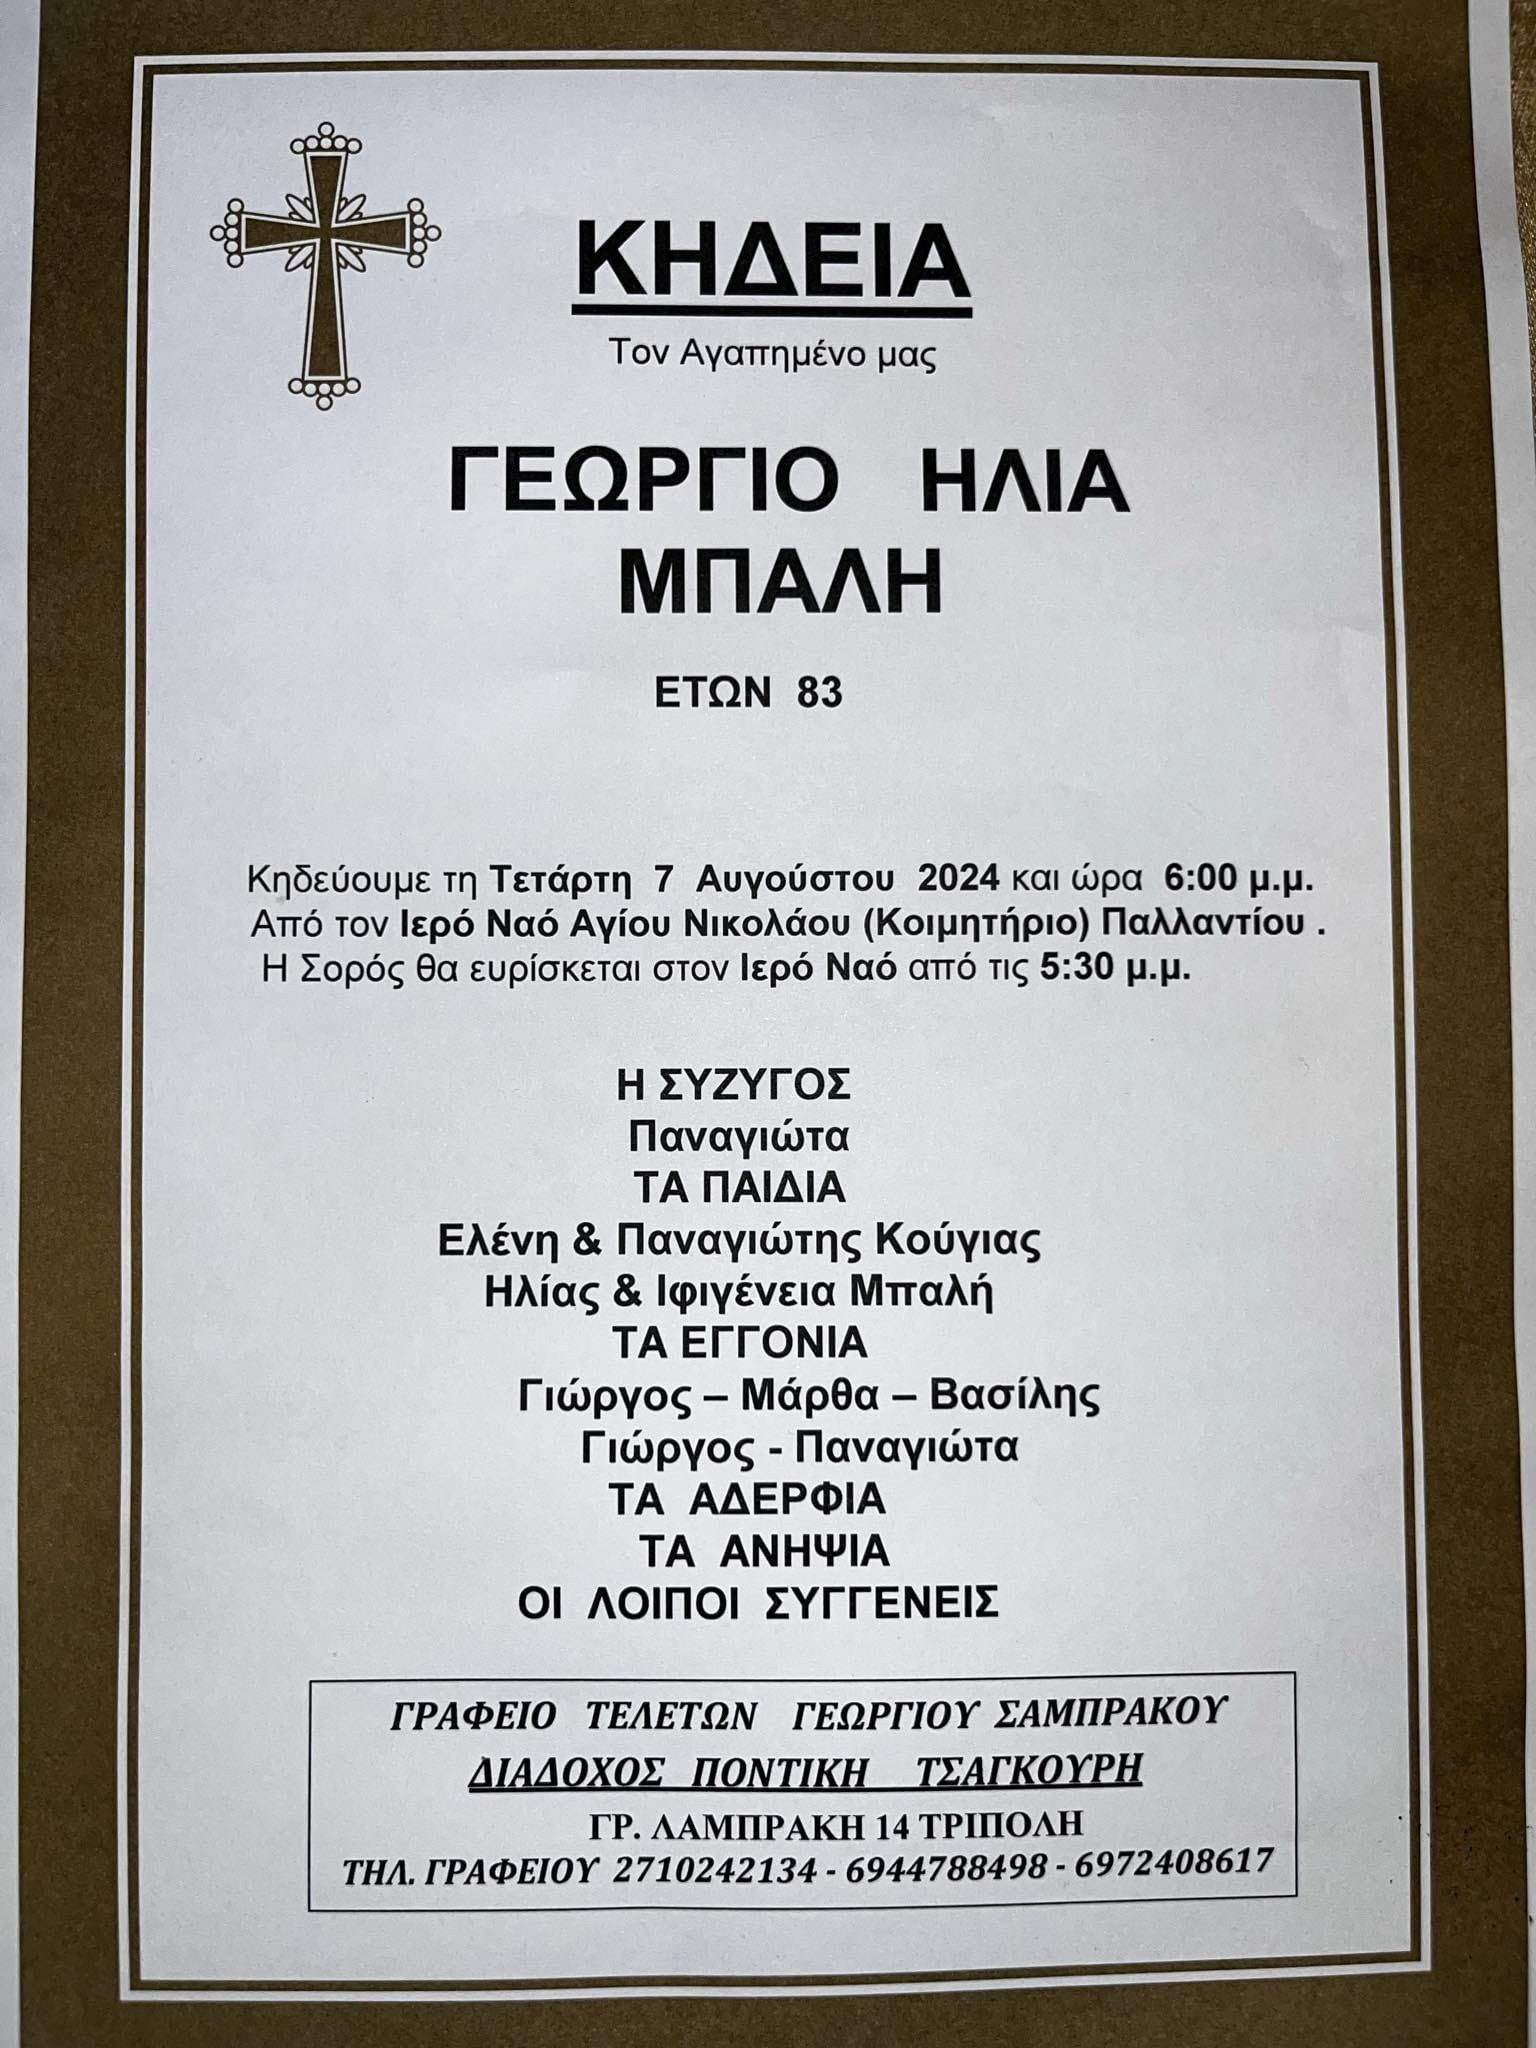 ΚΗΔΕΙΑ
Τον Αγαπημένο μας
ΓΕΩΡΓΙΟ ΗΛΙΑ
ΜΠΑΛΗ
ΕΤΩΝ 83
Κηδεύουμε τη Τετάρτη 7 Αυγούστου 2024 και ώρα 6:00 μ.μ.
Από τον Ιερό Ναό Αγίου Νικολάου (Κοιμητήριο) Παλλαντίου .
Η Σορός θα ευρίσκεται στον Ιερό Ναό από τις 5:30 μ.μ.
Η ΣΥΖΥΓΟΣ
Παναγιώτα
ΤΑ ΠΑΙΔΙΑ
Ελένη & Παναγιώτης Κούγιας
Ηλίας & Ιφιγένεια Μπαλή
ΤΑ ΕΓΓΟΝΙΑ
Γιώργος – Μάρθα – Βασίλης
Γιώργος - Παναγιώτα
ΤΑ ΑΔΕΡΦΙΑ
ΤΑ ΑΝΗΨΙΑ
ΟΙ ΛΟΙΠΟΙ ΣΥΓΓΕΝΕΙΣ
ΓΡΑΦΕΙΟ ΤΕΛΕΤΩΝ ΓΕΩΡΓΙΟΥ ΣΑΜΠΡΑΚΟΥ
ΔΙΑΔΟΧΟΣ ΠΟΝΤΙΚΗ ΤΣΑΓΚΟΥΡΗ
ΓΡ. ΛΑΜΠΡΑΚΗ 14 ΤΡΙΠΟΛΗ
ΤΗΛ. ΓΡΑΦΕΙΟΥ 2710242134 - 6944788498 - 6972408617